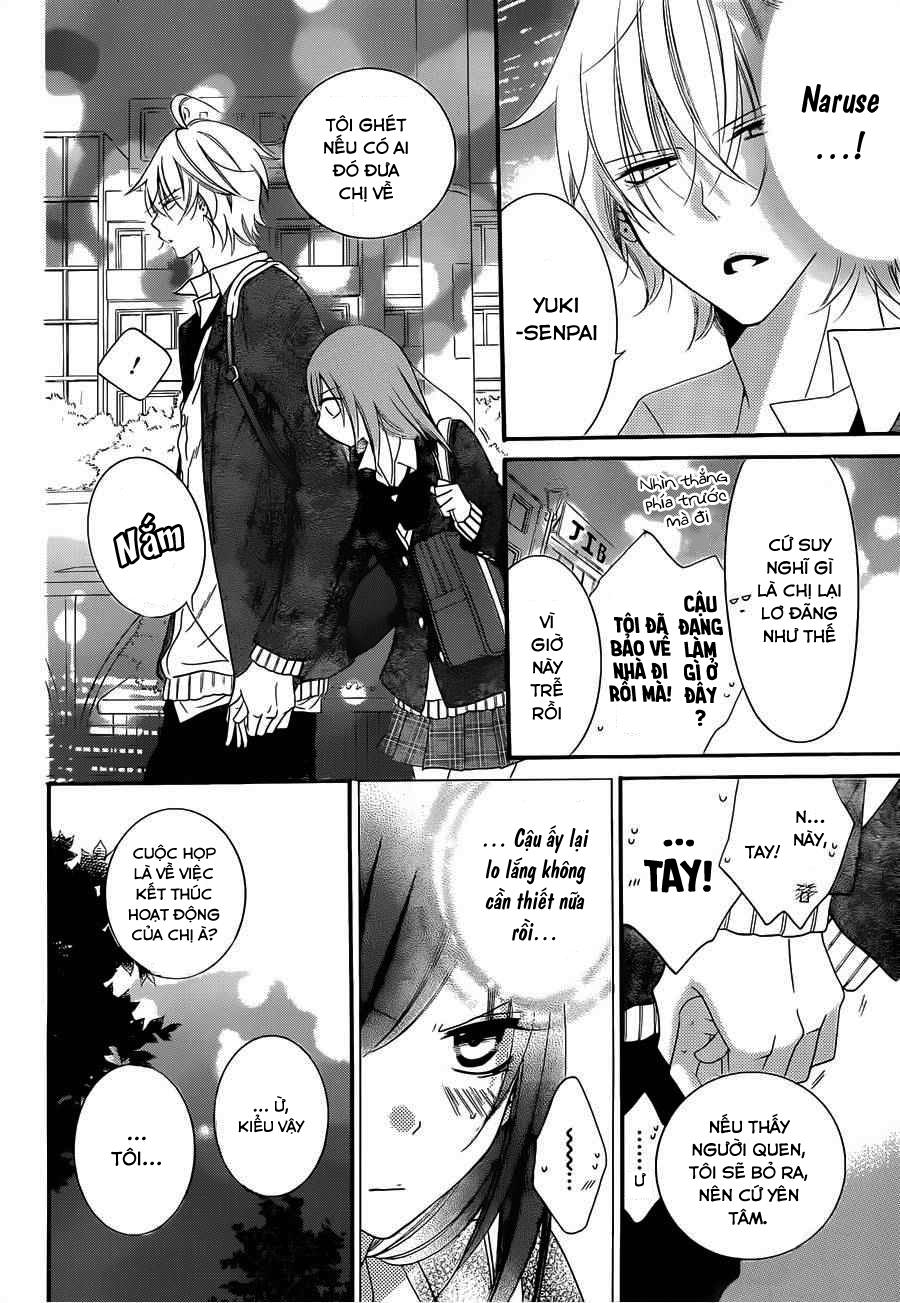 Naruse
...!
YUKI
-SENPAI
Nhìn thẳng
phía trước
mà đi
CỨ SUY
NGHĨ GÌ
LÀ CHỊ LẠI
LƠ ĐÃNG
NHƯ THẾ
JIB
CẬU
ĐANG
LÀM
GÌ Ở
ĐÂY
?
TÔI ĐÃ
BẢO VỀ
NHÀ ĐI
RỒI MÀ!
VÌ
GIỜ
NÀY
TRỄ
RỒI
TÔI GHÉT
NẾU CÓ AI
ĐÓ ĐƯA
CHỊ VỀ
!
Nắm
N...
NÀY,
TAY!
...
TAY!
NẾU THẤY
NGƯỜI QUEN,
TÔI SẼ BỎ RA,
NÊN CỨ YÊN
TÂM.
Ư
... Cậu ấy lại
lo lắng không
cần thiết nữa
rồi...
CUỘC HỌP
LÀ VỀ VIỆC
KẾT THÚC
HOẠT ĐỘNG
CỦA CHỊ À?
... Ừ,
KIỂU VẬY
...
TÔI...